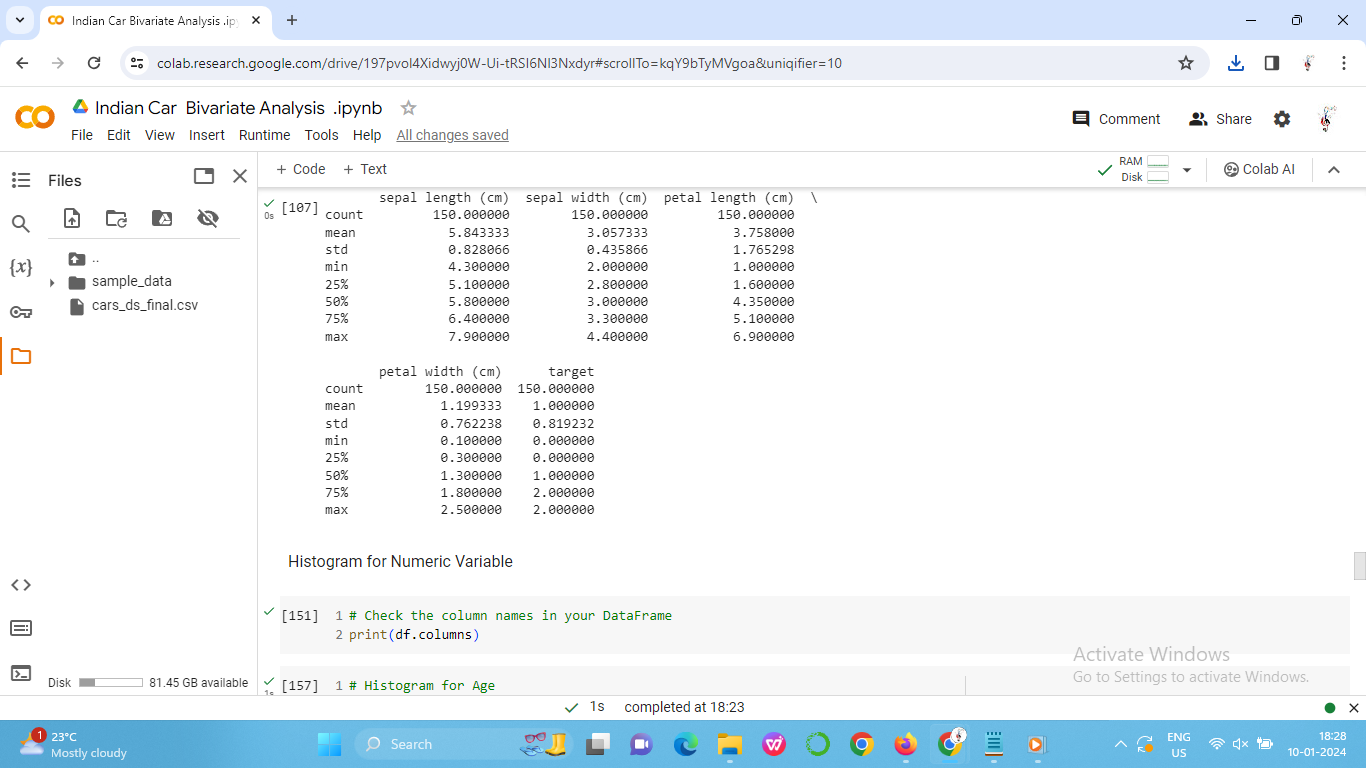 Indian Car Bivariate Analysis .ip
colab.research.google.com/drive/197pvol4Xidwyj0W-Ui-tRSI6NI3Nxdyr#scrollTo=kqY9bTyMVgoa&uniqifier=10
Indian Car Bivariate Analysis .ipynb
File Edit View Insert Runtime Tools Help All changes saved
Comment Share
Files
+ Code + Text
RAM
Disk
Colab AI
{x}
..
sample_data
cars_ds_final.csv
[107]
0s
sepal length (cm) sepal width (cm) petal length (cm) \
count 150.000000 150.000000 150.000000
mean 5.843333 3.057333 3.758000
std 0.828066 0.435866 1.765298
min 4.300000 2.000000 1.000000
25% 5.100000 2.800000 1.600000
50% 5.800000 3.000000 4.350000
75% 6.400000 3.300000 5.100000
max 7.900000 4.400000 6.900000
petal width (cm) target
count 150.000000 150.000000
mean 1.199333 1.000000
std 0.762238 0.819232
min 0.100000 0.000000
25% 0.300000 0.000000
50% 1.300000 1.000000
75% 1.800000 2.000000
max 2.500000 2.000000
Histogram for Numeric Variable
[151] 1 # Check the column names in your DataFrame
2 print(df.columns)
[157] 1 # Histogram for Age
1s
Activate Windows
Go to Settings to activate Windows.
Disk 81.45 GB available
1s completed at 18:23
1
23°C
Mostly cloudy
Search
ENG
US
18:28
10-01-2024